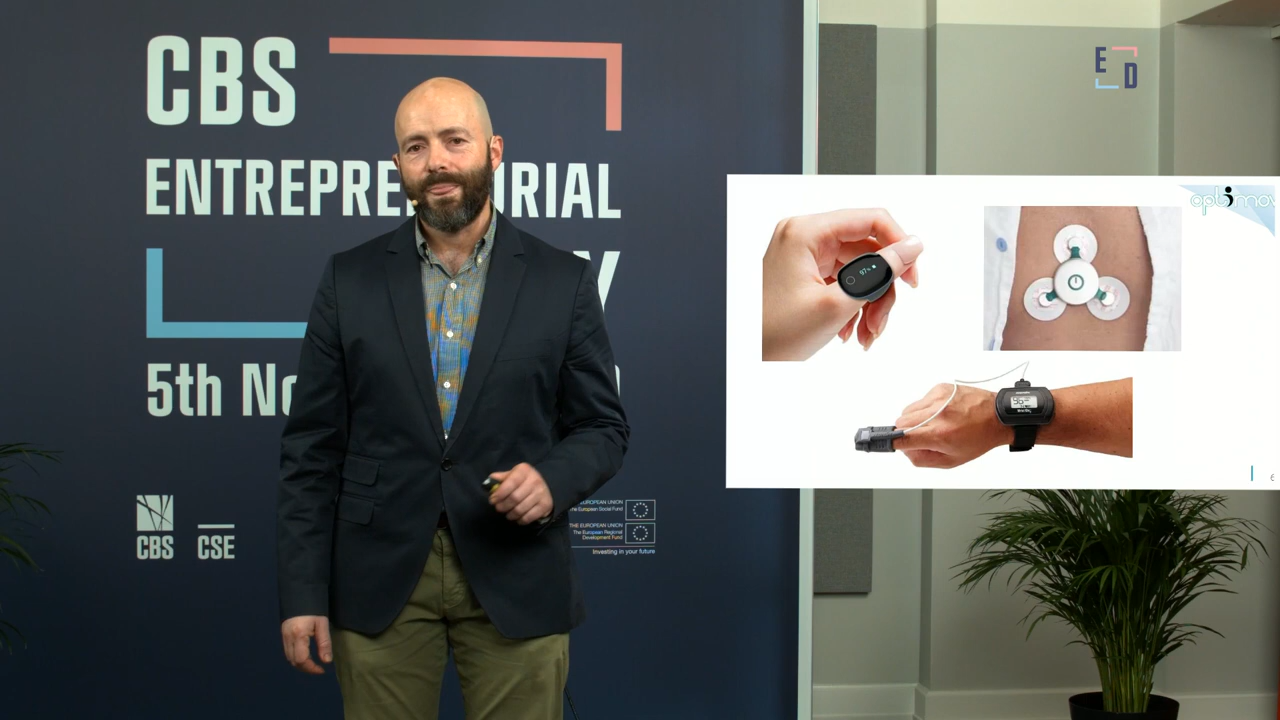 CBS
ENTREPRE URIAL
Y
5th No
CBS
CSE
EUROPEAN UNION
The European Social Fund
THE EUROPEAN UNION
The European Regional
Development Fund
Investing in your future
E
D
optimov
97%
6